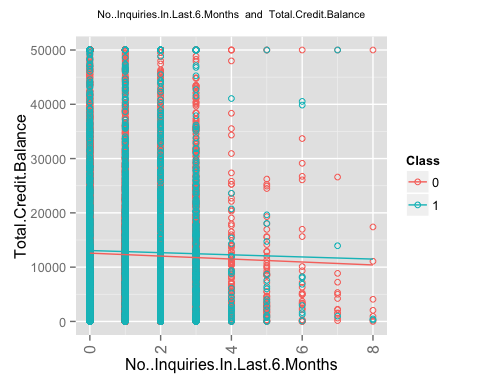 No..Inquiries.In.Last.6.Months and Total.Credit.Balance
50000
40000
30000
20000
10000
0
Total.Credit.Balance
0 2 4 6 8
No..Inquiries.In.Last.6.Months
Class
0
1